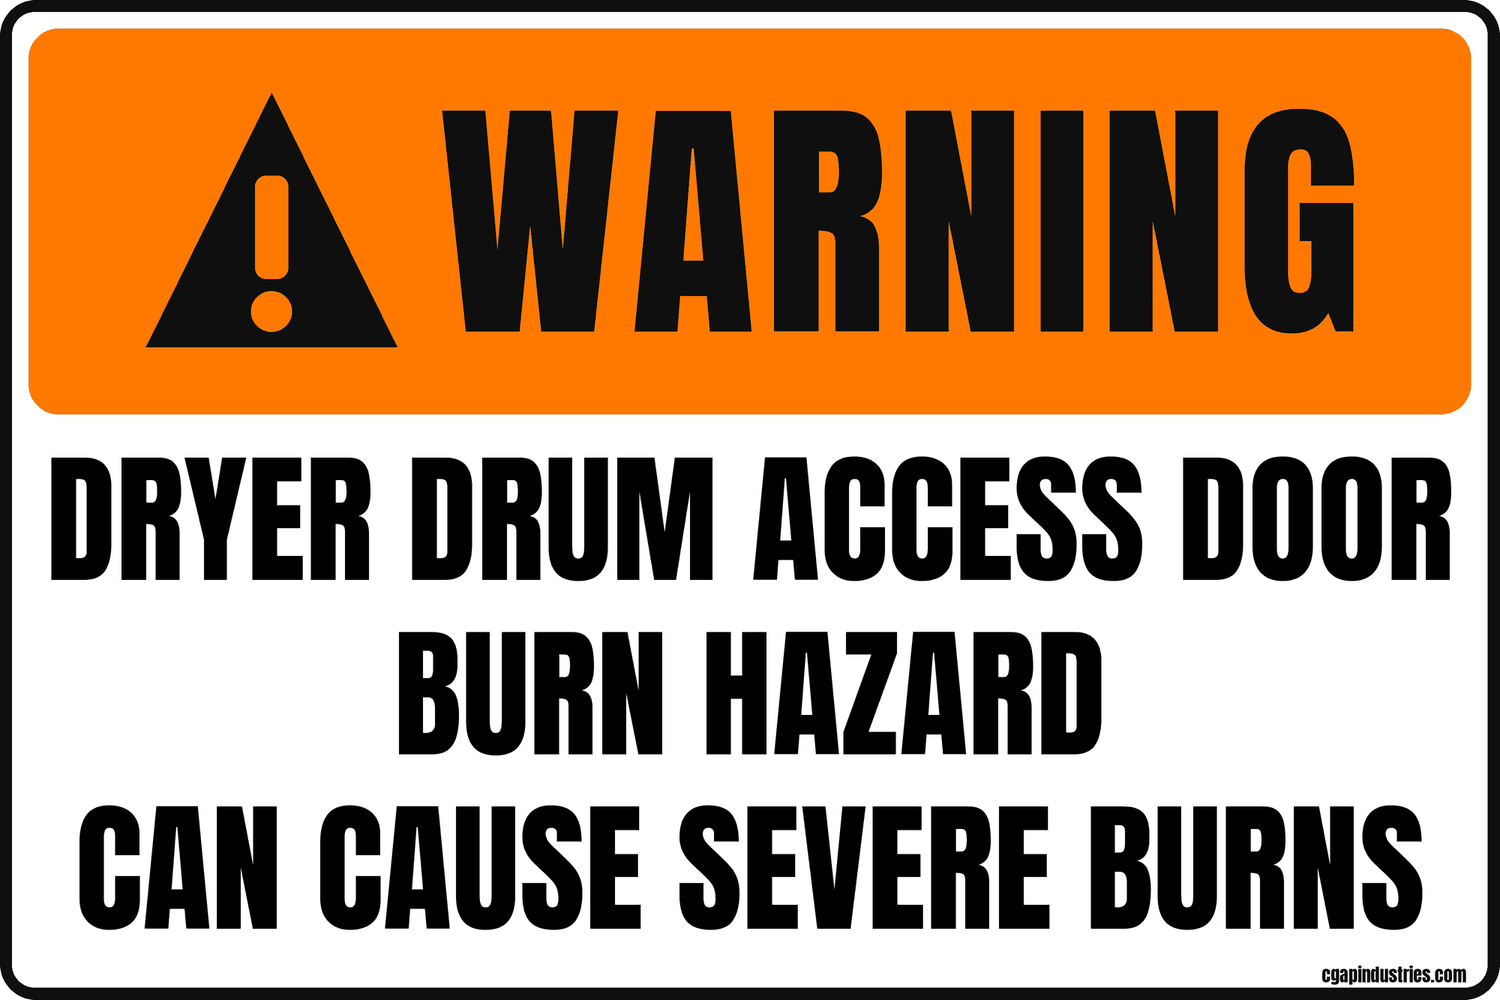 WARNING
DRYER DRUM ACCESS DOOR
BURN HAZARD
CAN CAUSE SEVERE BURNS
cgapindustries.com